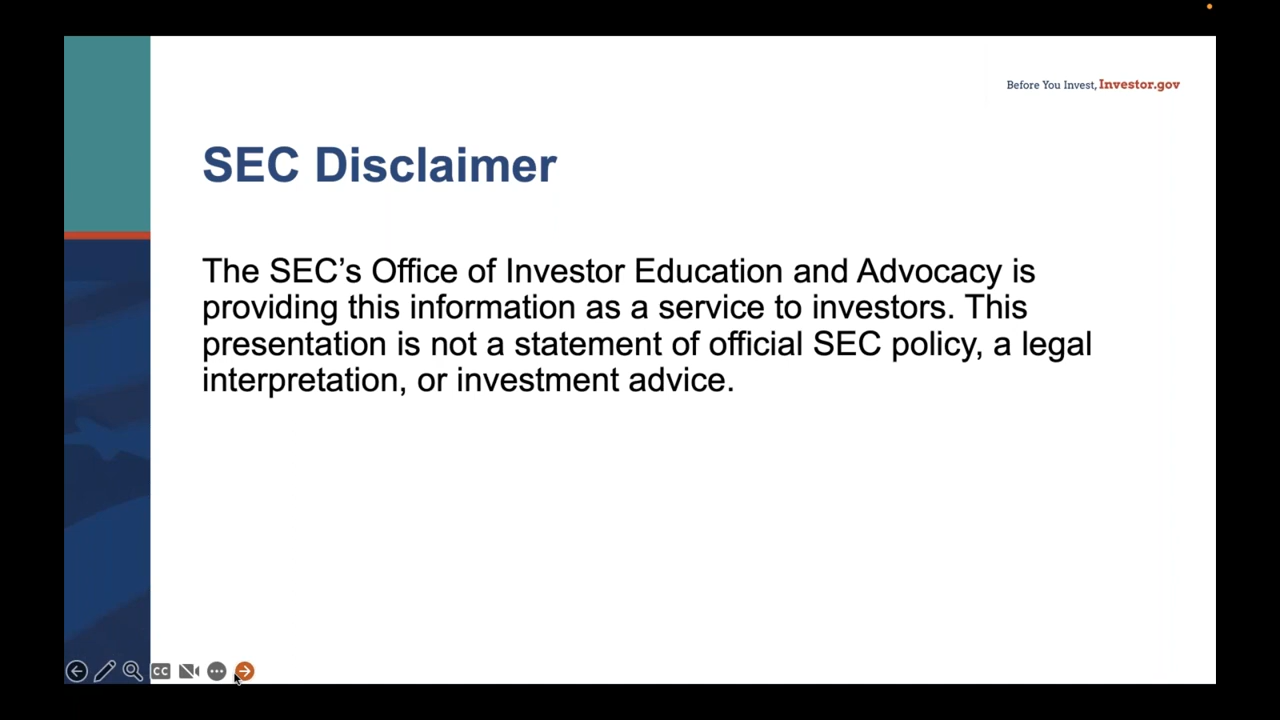 Before You Invest, Investor.gov
SEC Disclaimer
The SEC’s Office of Investor Education and Advocacy is
providing this information as a service to investors. This
presentation is not a statement of official SEC policy, a legal
interpretation, or investment advice.
CC